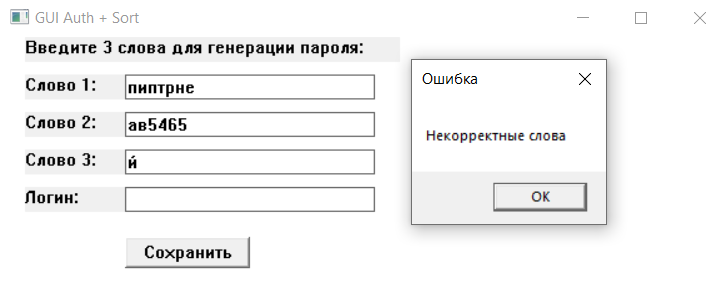 GUI Auth + Sort
Введите 3 слова для генерации пароля:
Слово 1: пиптрне
Слово 2: ав5465
Слово 3: й
Логин:
Сохранить
Ошибка
Некорректные слова
OK